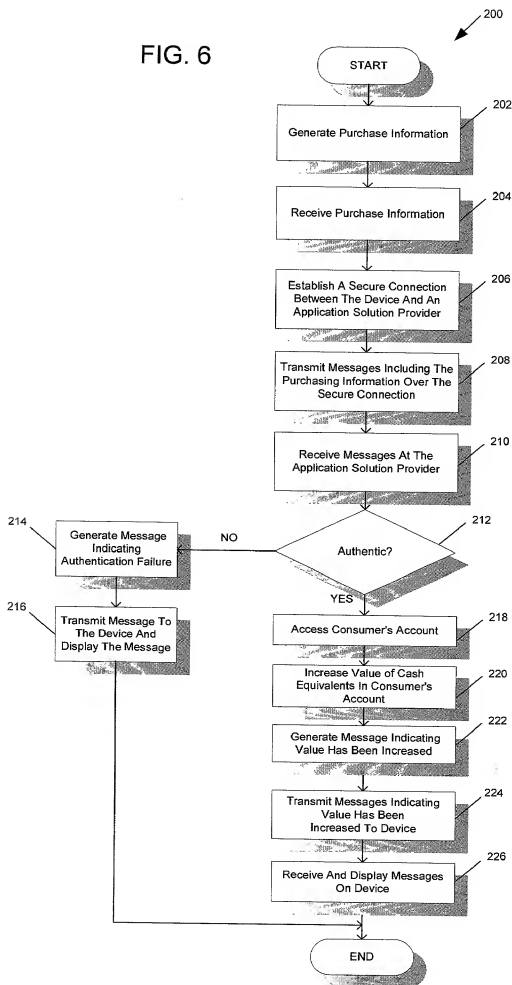 200
FIG. 6
START
202
Generate Purchase Information
204
Receive Purchase Information
206
Establish A Secure Connection
Between The Device And An
Application Solution Provider
208
Transmit Messages Including The
Purchasing Information Over The
Secure Connection
210
Receive Messages At The
Application Solution Provider
212
Authentic?
NO
YES
214
Generate Message
Indicating
Authentication Failure
216
Transmit Message To
The Device And
Display The Message
218
Access Consumer's Account
220
Increase Value of Cash
Equivalents In Consumer's
Account
222
Generate Message Indicating
Value Has Been Increased
224
Transmit Messages Indicating
Value Has Been
Increased To Device
226
Receive And Display Messages
On Device
END